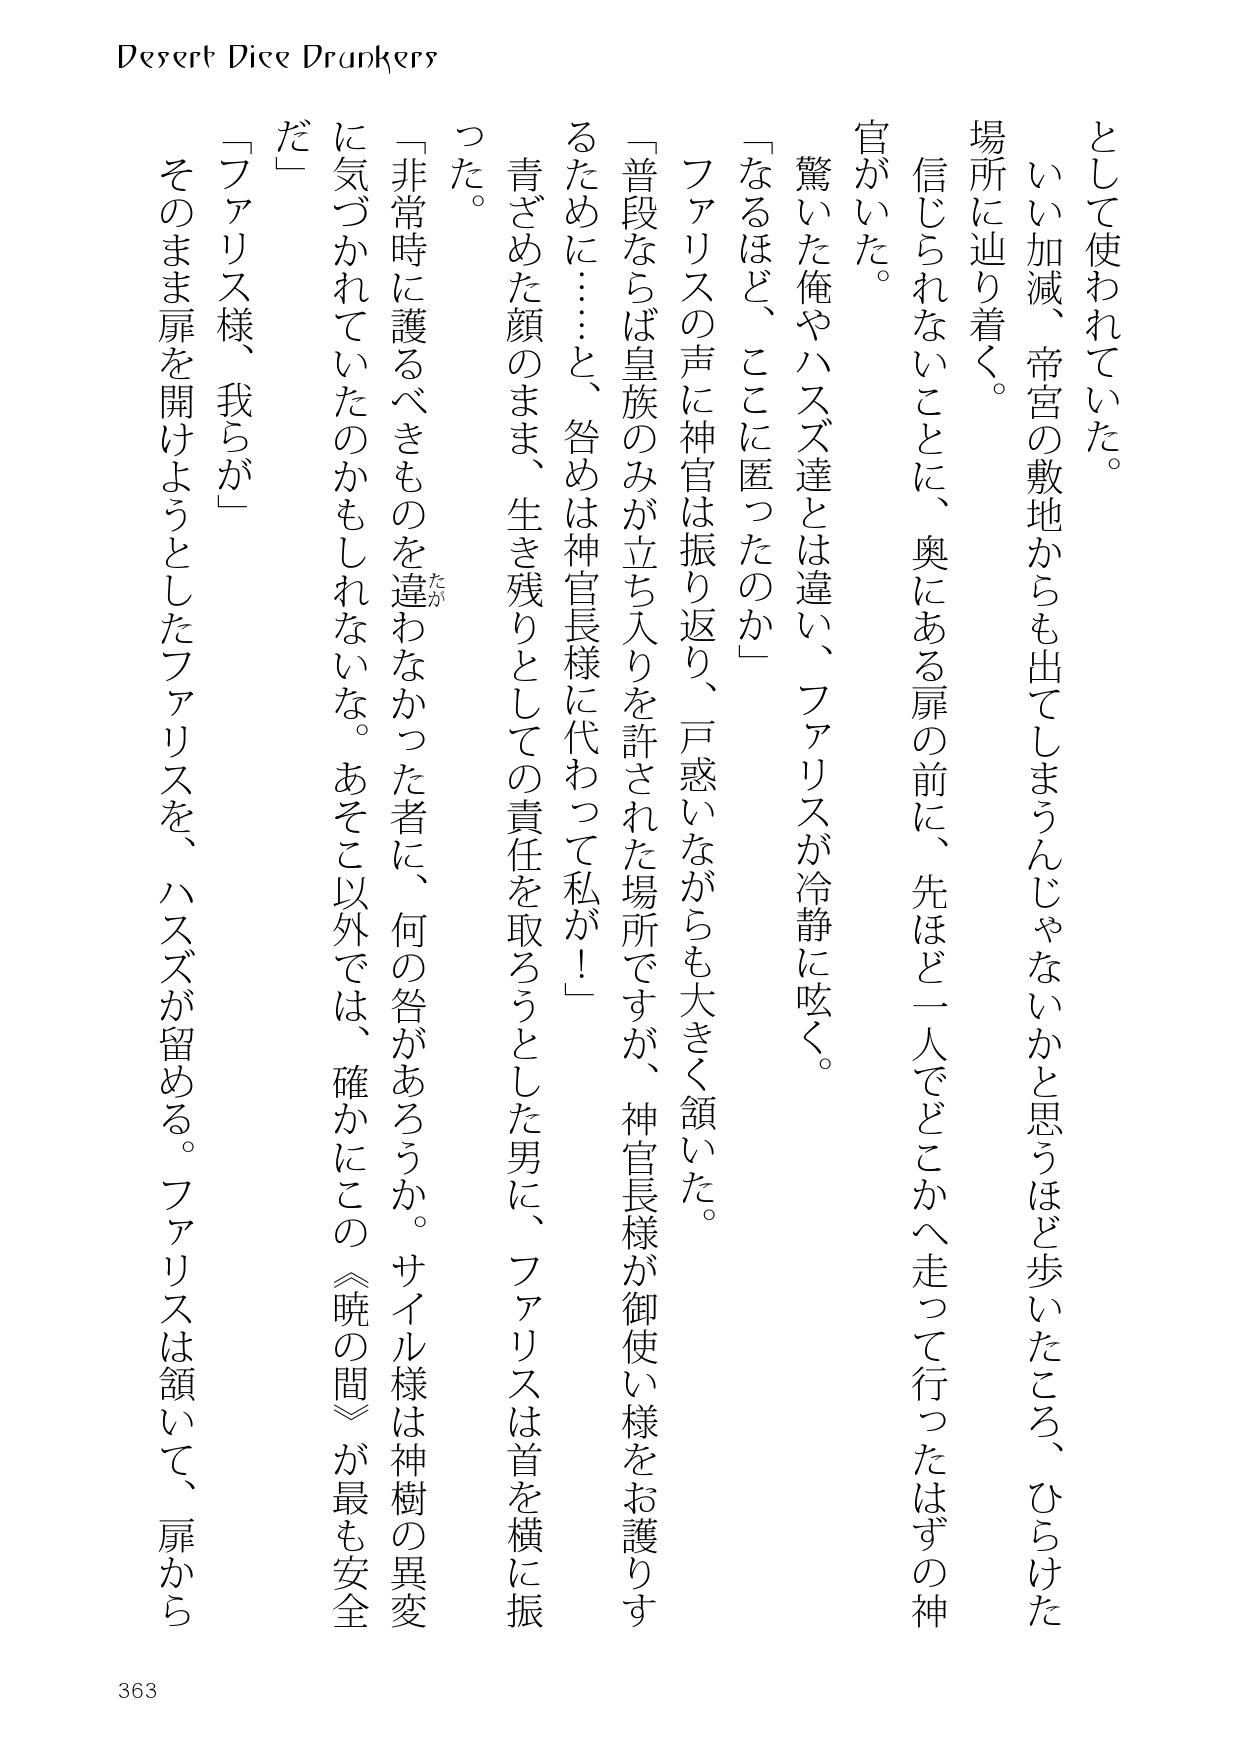 Desert Dice Drunkers
として使われていた。
いい加減、帝宮の敷地からも出てしまうんじゃないかと思うほど歩いたころ、ひらけた
場所に辿り着く。
信じられないことに、奥にある扉の前に、先ほど一人でどこかへ走って行ったはずの神
官がいた。
驚いた俺やハスズ達とは違い、ファリスが冷静に呟く。
「なるほど、ここに匿ったのか」
ファリスの声に神官は振り返り、戸惑いながらも大きく頷いた。
「普段ならば皇族のみが立ち入りを許された場所ですが、神官長様が御使い様をお護りす
るために……と、咎めは神官長様に代わって私が！」
青ざめた顔のまま、生き残りとしての責任を取ろうとした男に、ファリスは首を横に振
った。
「非常時に護るべきものを違わなかった者に、何の咎があろうか。サイル様は神樹の異変
たが
に気づかれていたのかもしれないな。あそこ以外では、確かにこの《暁の間》が最も安全
だ」
「ファリス様、我らが」
そのまま扉を開けようとしたファリスを、ハスズが留める。ファリスは頷いて、扉から
363